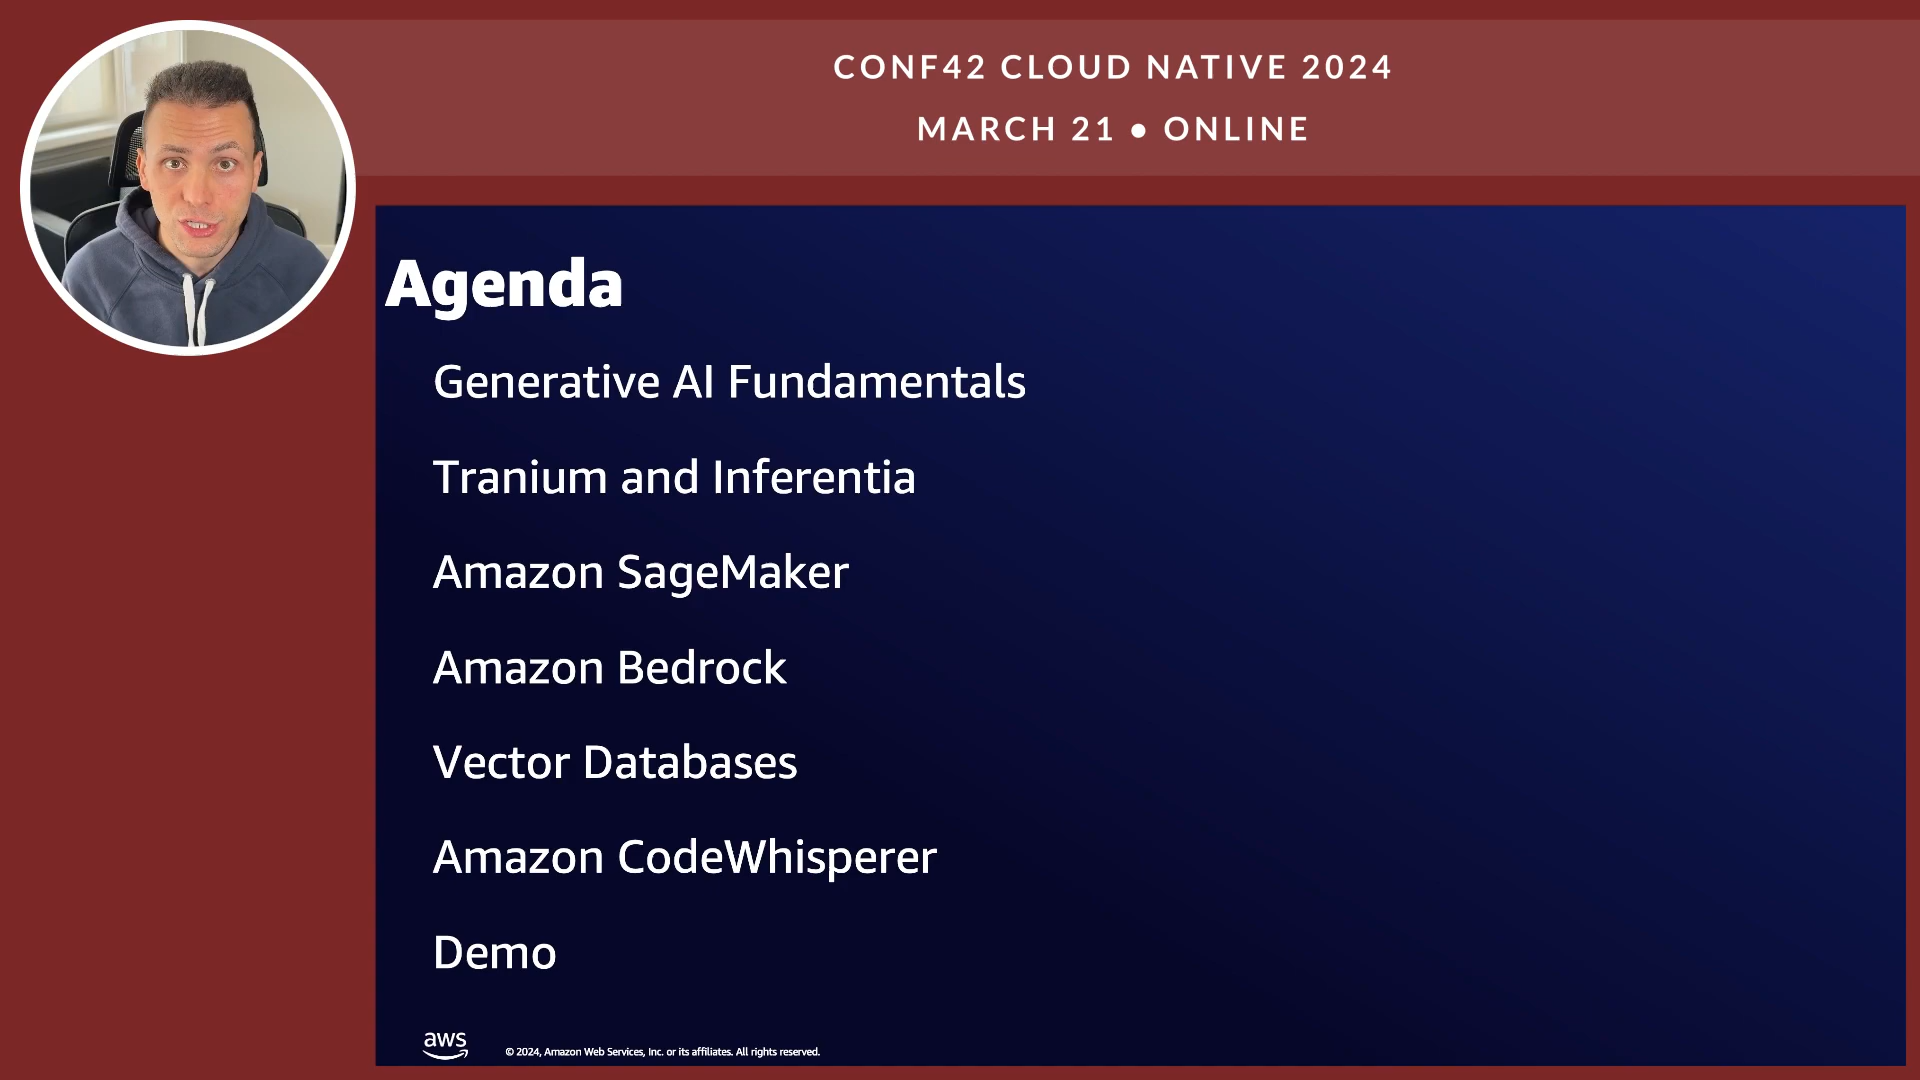 CONF42 CLOUD NATIVE 2024
MARCH 21 ● ONLINE
Agenda
Generative AI Fundamentals
Tranium and Inferentia
Amazon SageMaker
Amazon Bedrock
Vector Databases
Amazon CodeWhisperer
Demo
aws
© 2024, Amazon Web Services, Inc. or its affiliates. All rights reserved.